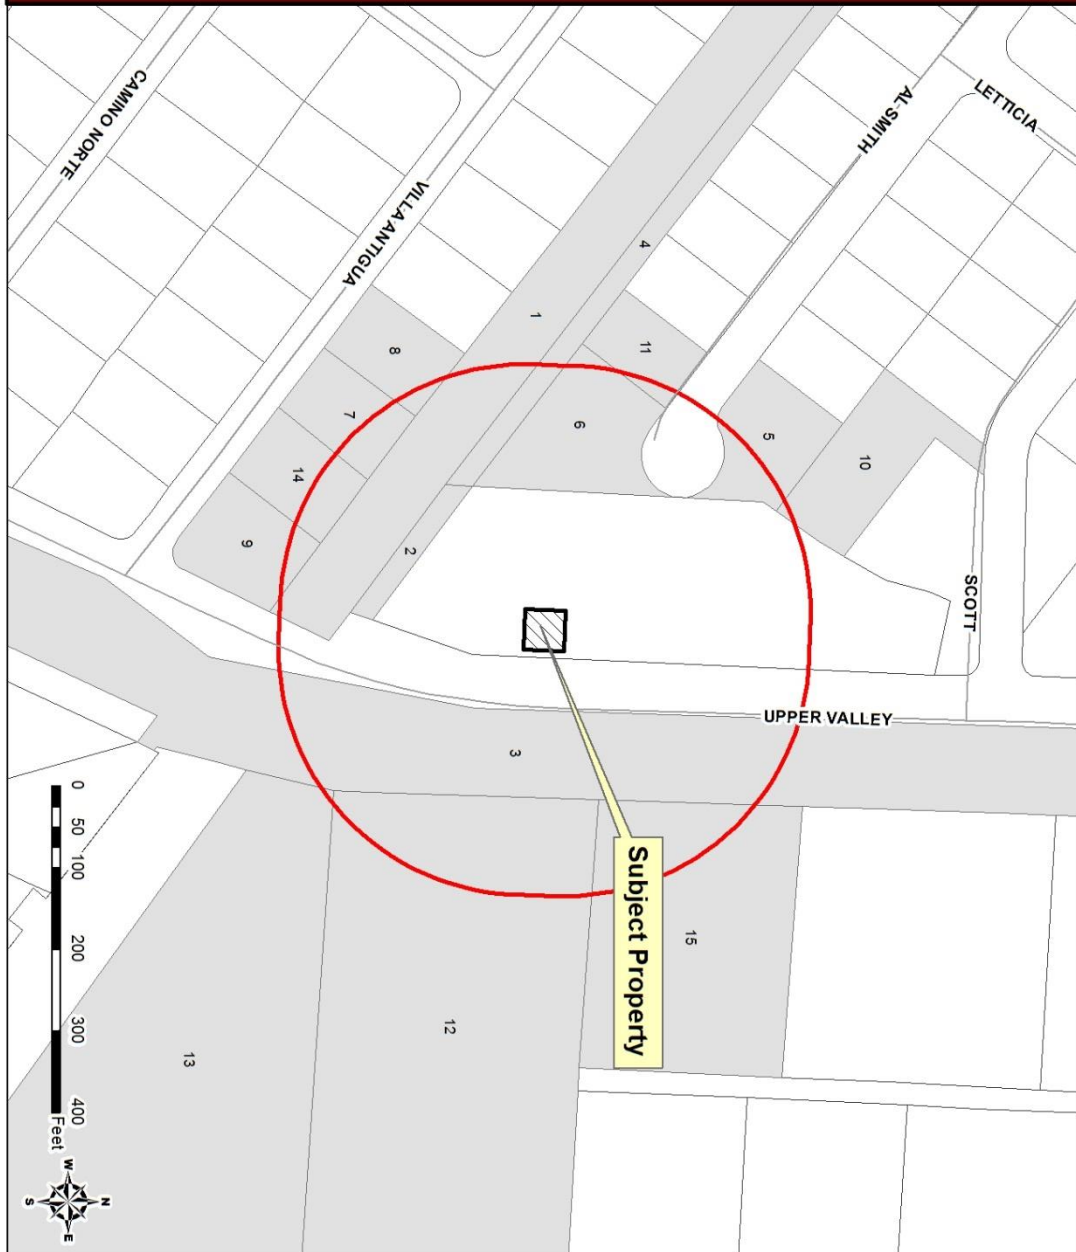 CAMINO NORTE
VILLA ANTIGUA
AL SMITH
LETTICIA
4
1
11
8
7
6
5
10
14
9
2
SCOTT
UPPER VALLEY
3
Subject Property
15
12
13
0 50 100 200 300 400
Feet
N
W
E
S